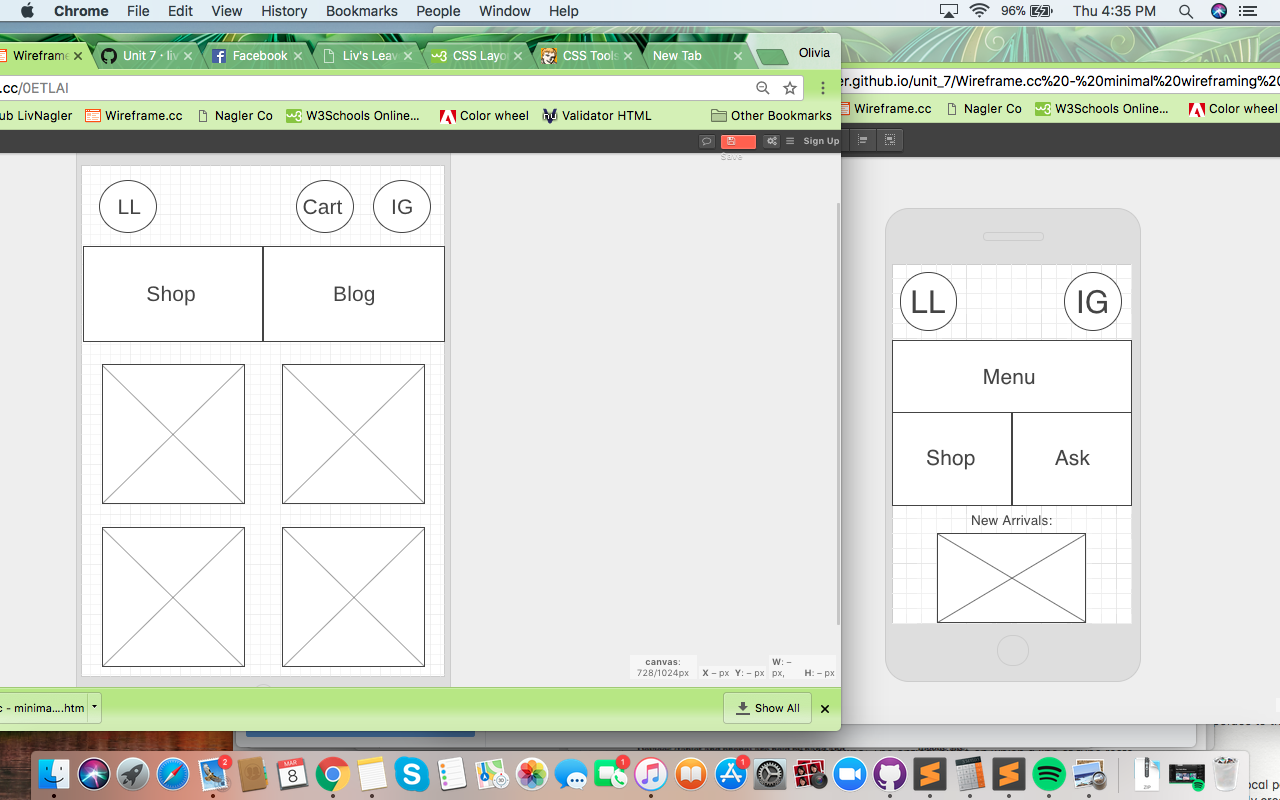 Chrome File Edit View History Bookmarks People Window Help 96% Thu 4:35 PM
Wireframe Unit 7 - liv Facebook Liv's Leav CSS Layo CSS Tools New Tab Olivia
.cc/0ETLAI
er.github.io/unit_7/Wireframe.cc%20-%20minimal%20wireframing%20
ub LivNagler Wireframe.cc Nagler Co W3Schools Online... Color wheel Validator HTML Other Bookmarks
Wireframe.cc Nagler Co W3Schools Online... Color wheel
Save Sign Up
LL Cart IG
Shop Blog
canvas:
728/1024px
X – px Y: – px
W: –
px, H: – px
LL IG
Menu
Shop Ask
New Arrivals:
c - minima....htm Show All
MAR
8
2
1
1
ZIP
ocal p